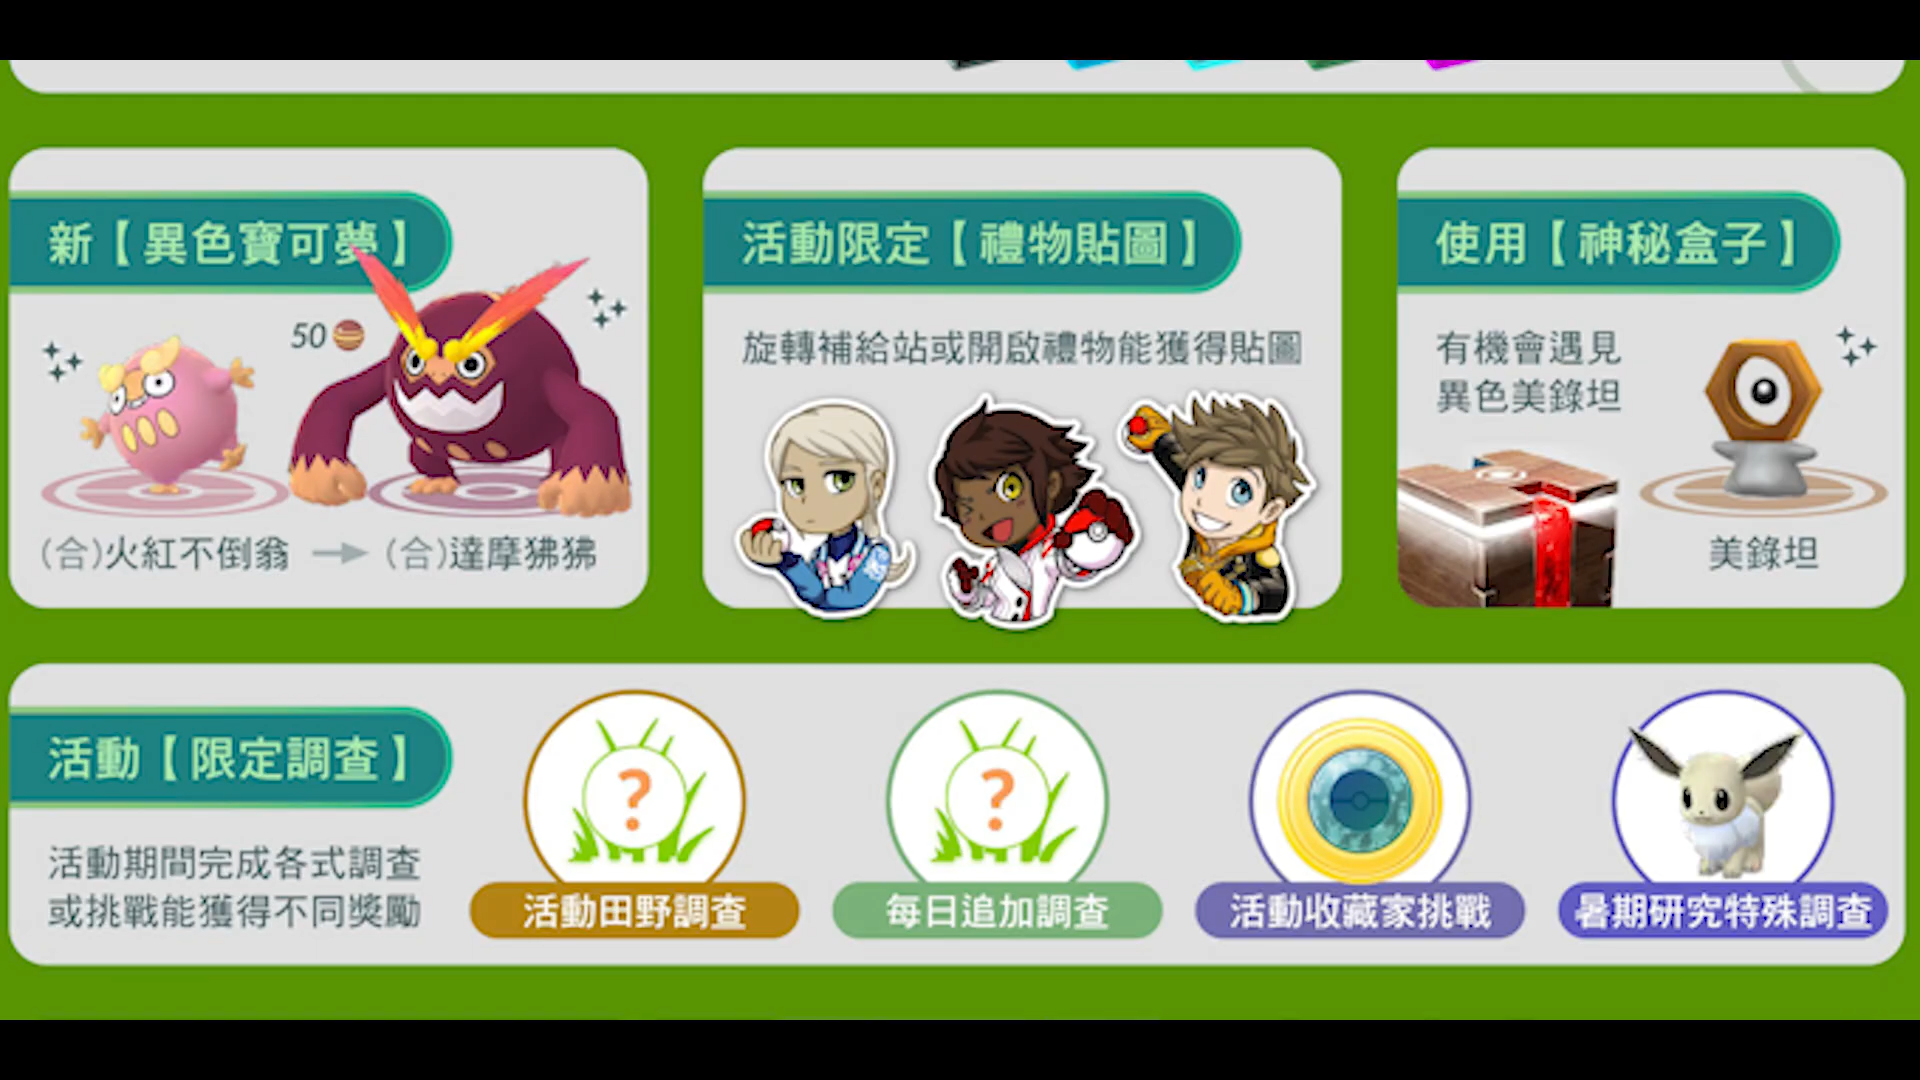 新【異色寶可夢】
50
(合)火紅不倒翁
(合)達摩狒狒
活動限定【禮物貼圖】
旋轉補給站或開啟禮物能獲得貼圖
使用【神秘盒子】
有機會遇見
異色美錄坦
美錄坦
活動【限定調查】
活動期間完成各式調查
或挑戰能獲得不同獎勵
?
活動田野調查
?
每日追加調查
活動收藏家挑戰
暑期研究特殊調查